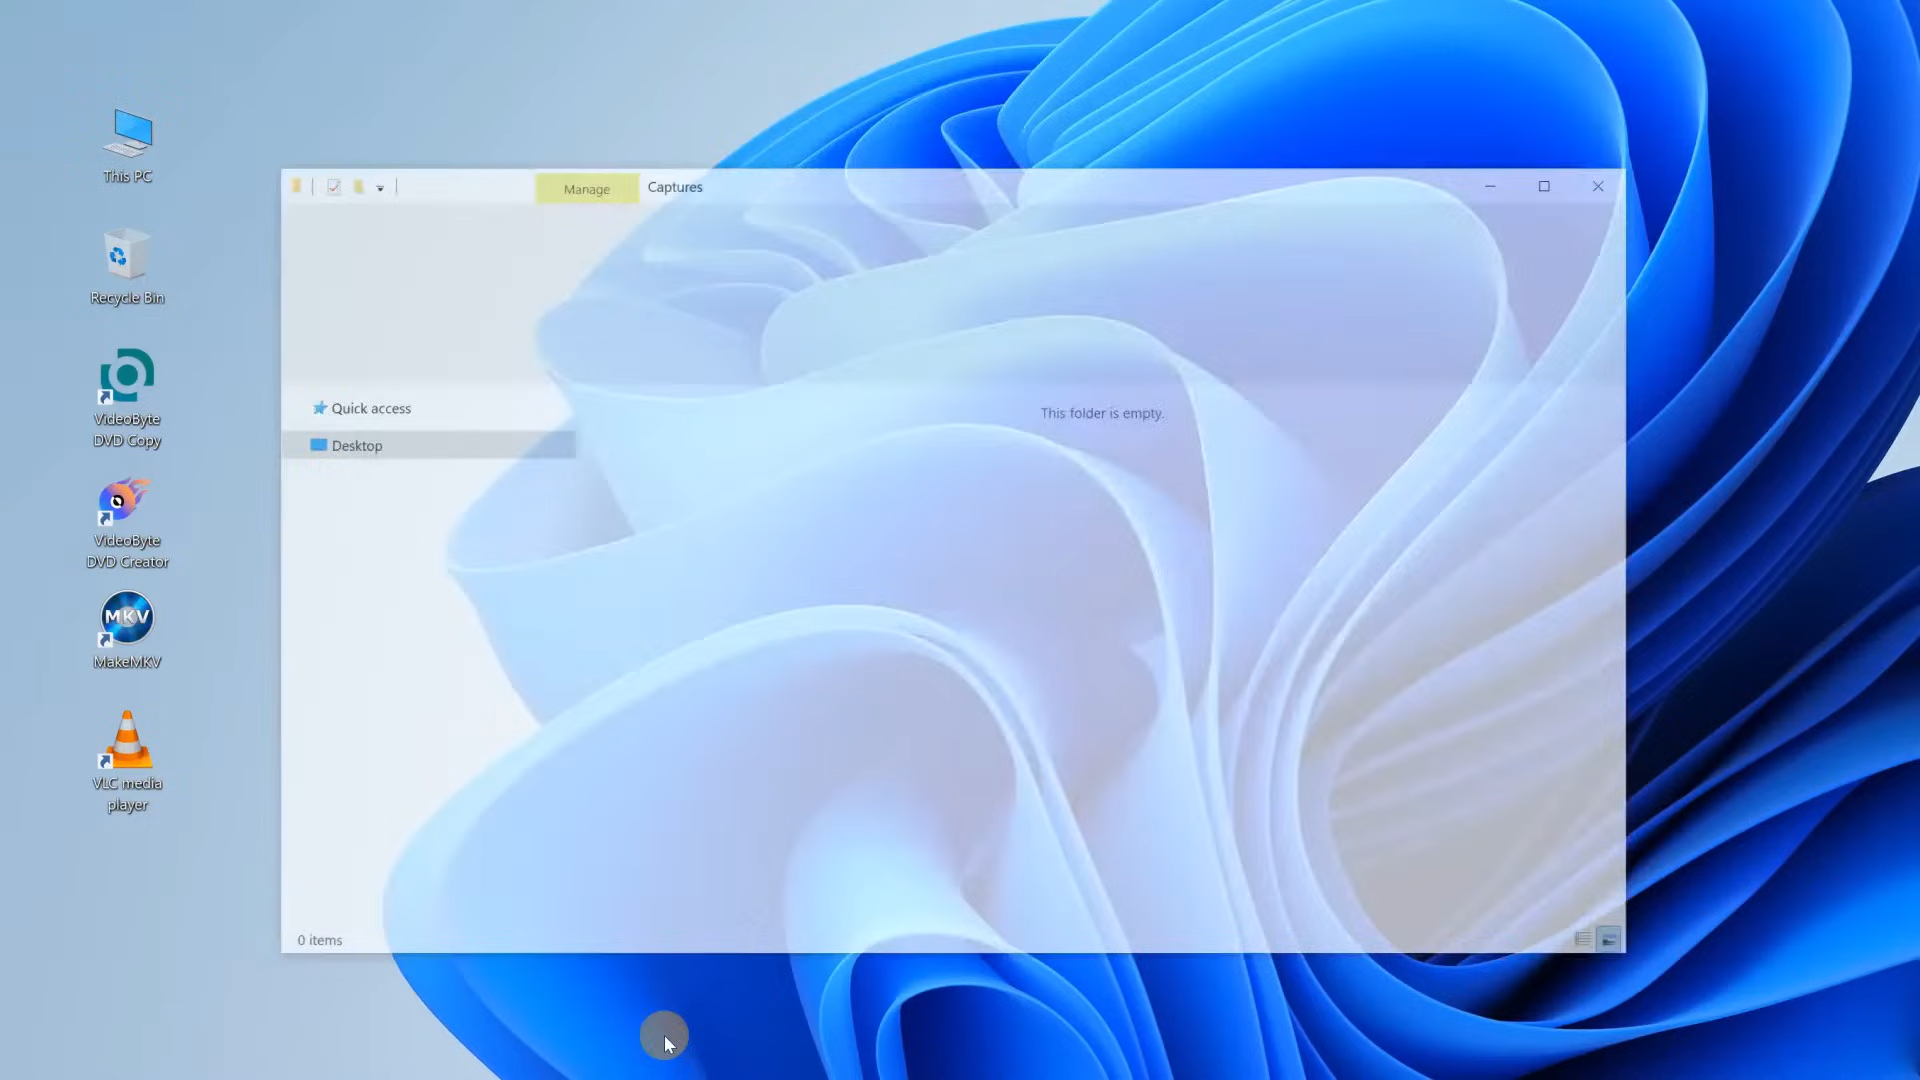 This PC
Recycle Bin
VideoByte
DVD Copy
VideoByte
DVD Creator
MKV
MakeMKV
VLC media
player
Manage
Captures
Quick access
Desktop
This folder is empty.
0 items